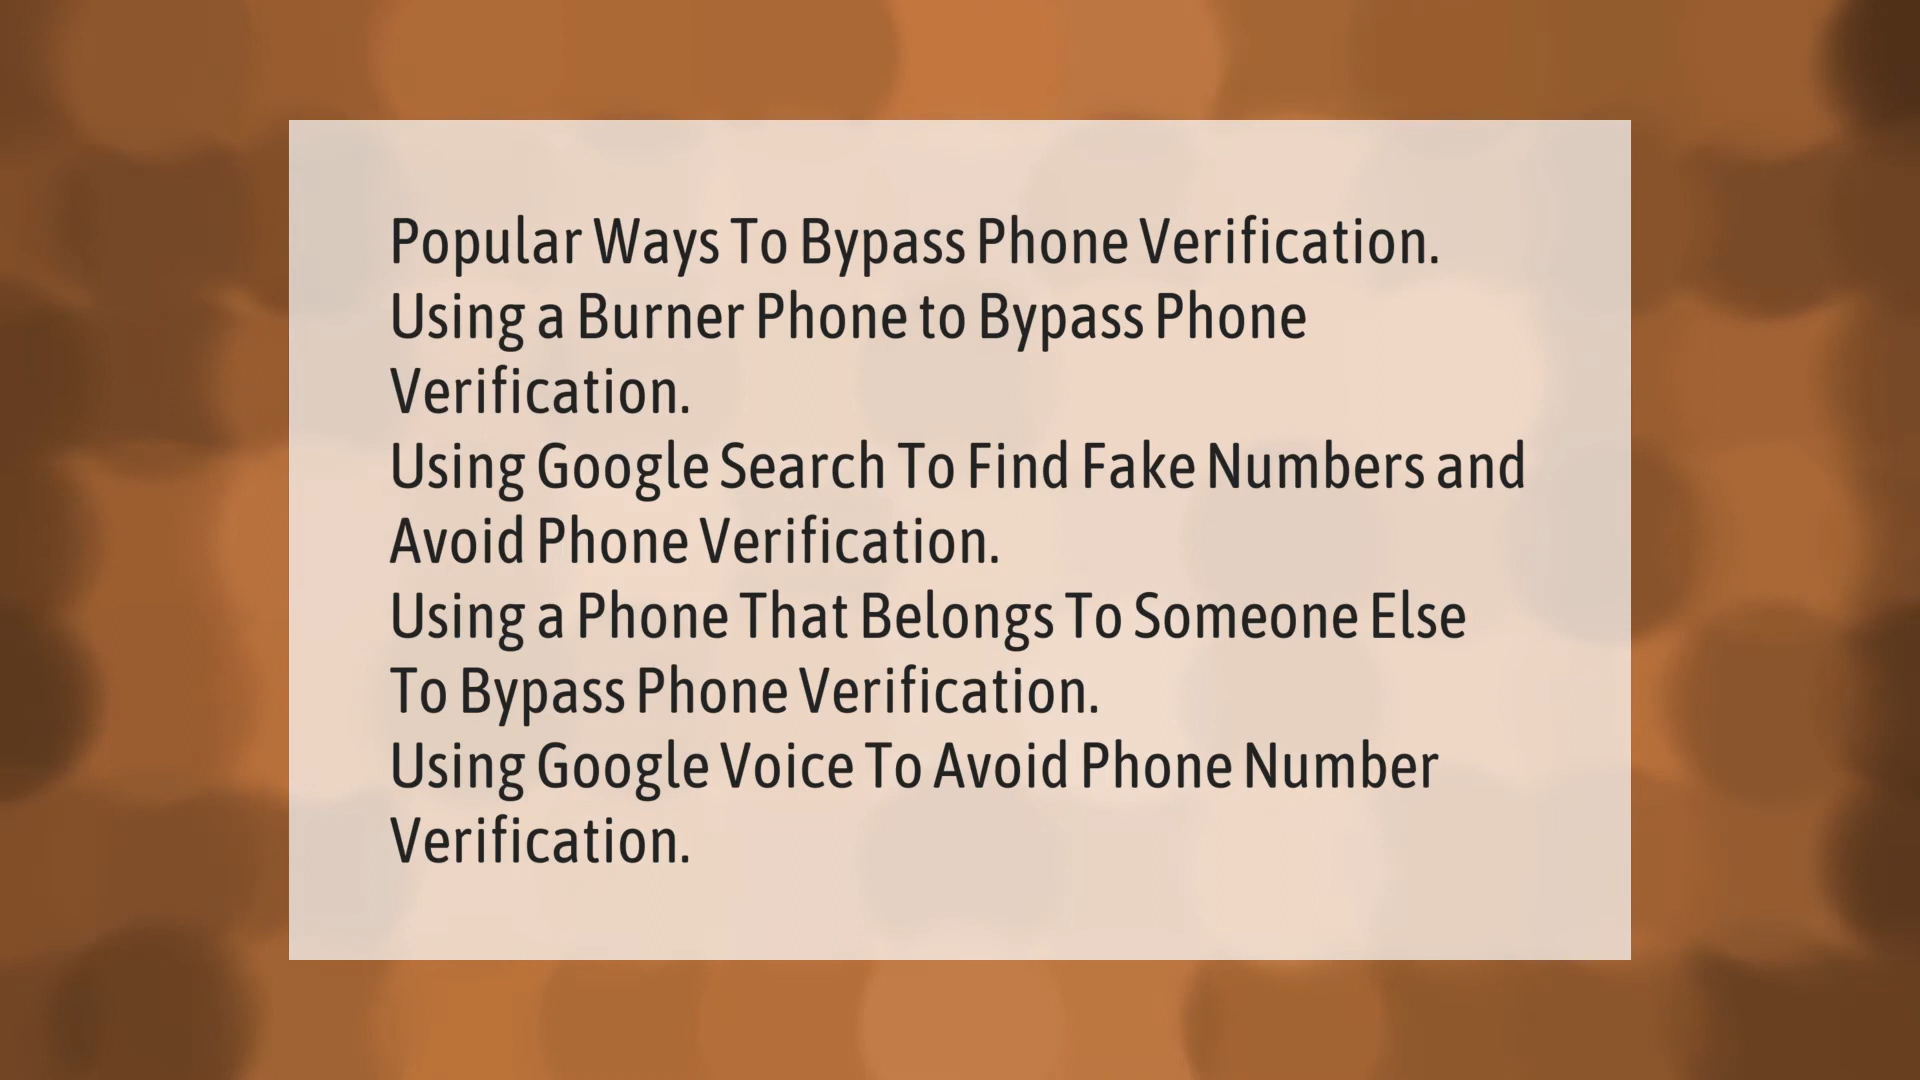 Popular Ways To Bypass Phone Verification.
Using a Burner Phone to Bypass Phone
Verification.
Using Google Search To Find Fake Numbers and
Avoid Phone Verification.
Using a Phone That Belongs To Someone Else
To Bypass Phone Verification.
Using Google Voice To Avoid Phone Number
Verification.